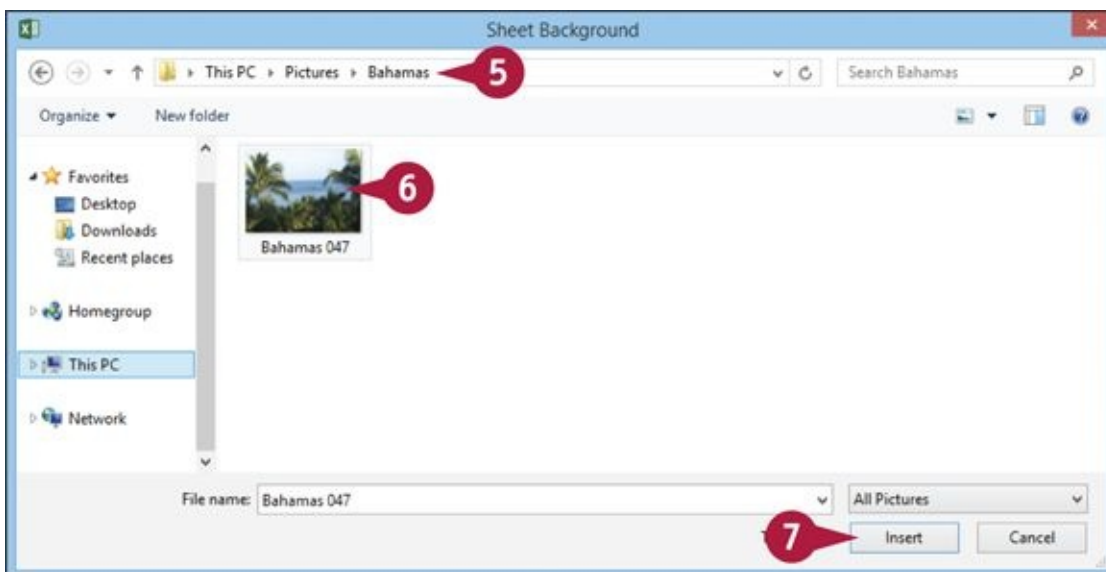 Sheet Background
This PC Pictures Bahamas 5 Search Bahamas
Organize New folder
Favorites
Desktop
Downloads
Recent places
Homegroup
This PC
Network
6
Bahamas 047
File name: Bahamas 047 All Pictures
7 Insert Cancel